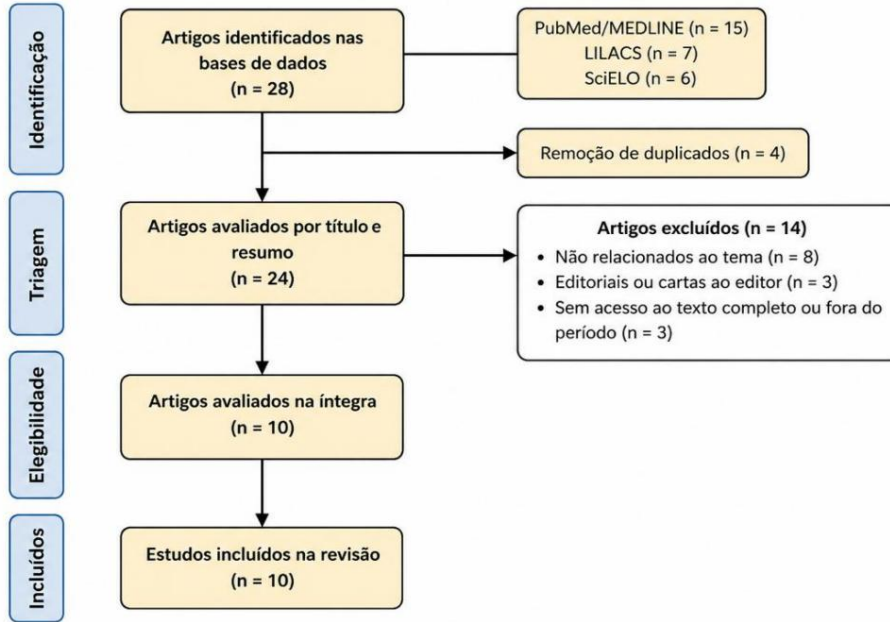 Identificação
Artigos identificados nas
bases de dados
(n = 28)
PubMed/MEDLINE (n = 15)
LILACS (n = 7)
SciELO (n = 6)
Remoção de duplicados (n = 4)
Triagem
Artigos avaliados por título e
resumo
(n = 24)
Artigos excluídos (n = 14)
• Não relacionados ao tema (n = 8)
• Editoriais ou cartas ao editor (n = 3)
• Sem acesso ao texto completo ou fora do
período (n = 3)
Elegibilidade
Artigos avaliados na íntegra
(n = 10)
Incluídos
Estudos incluídos na revisão
(n = 10)